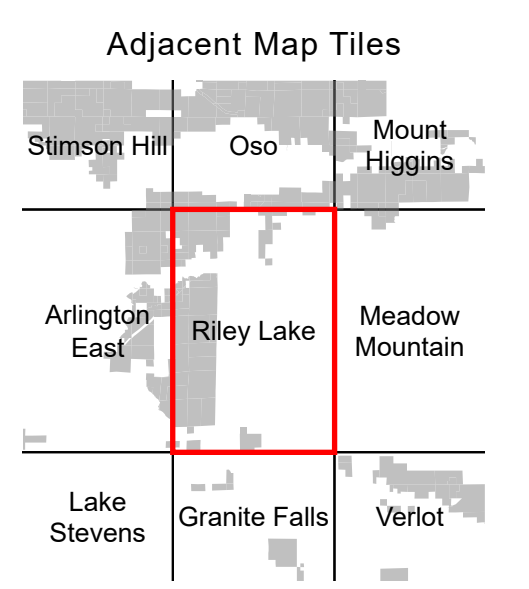 Adjacent Map Tiles
Stimson Hill
Oso
Mount
Higgins
Arlington
East
Riley Lake
Meadow
Mountain
Lake
Stevens
Granite Falls
Verlot